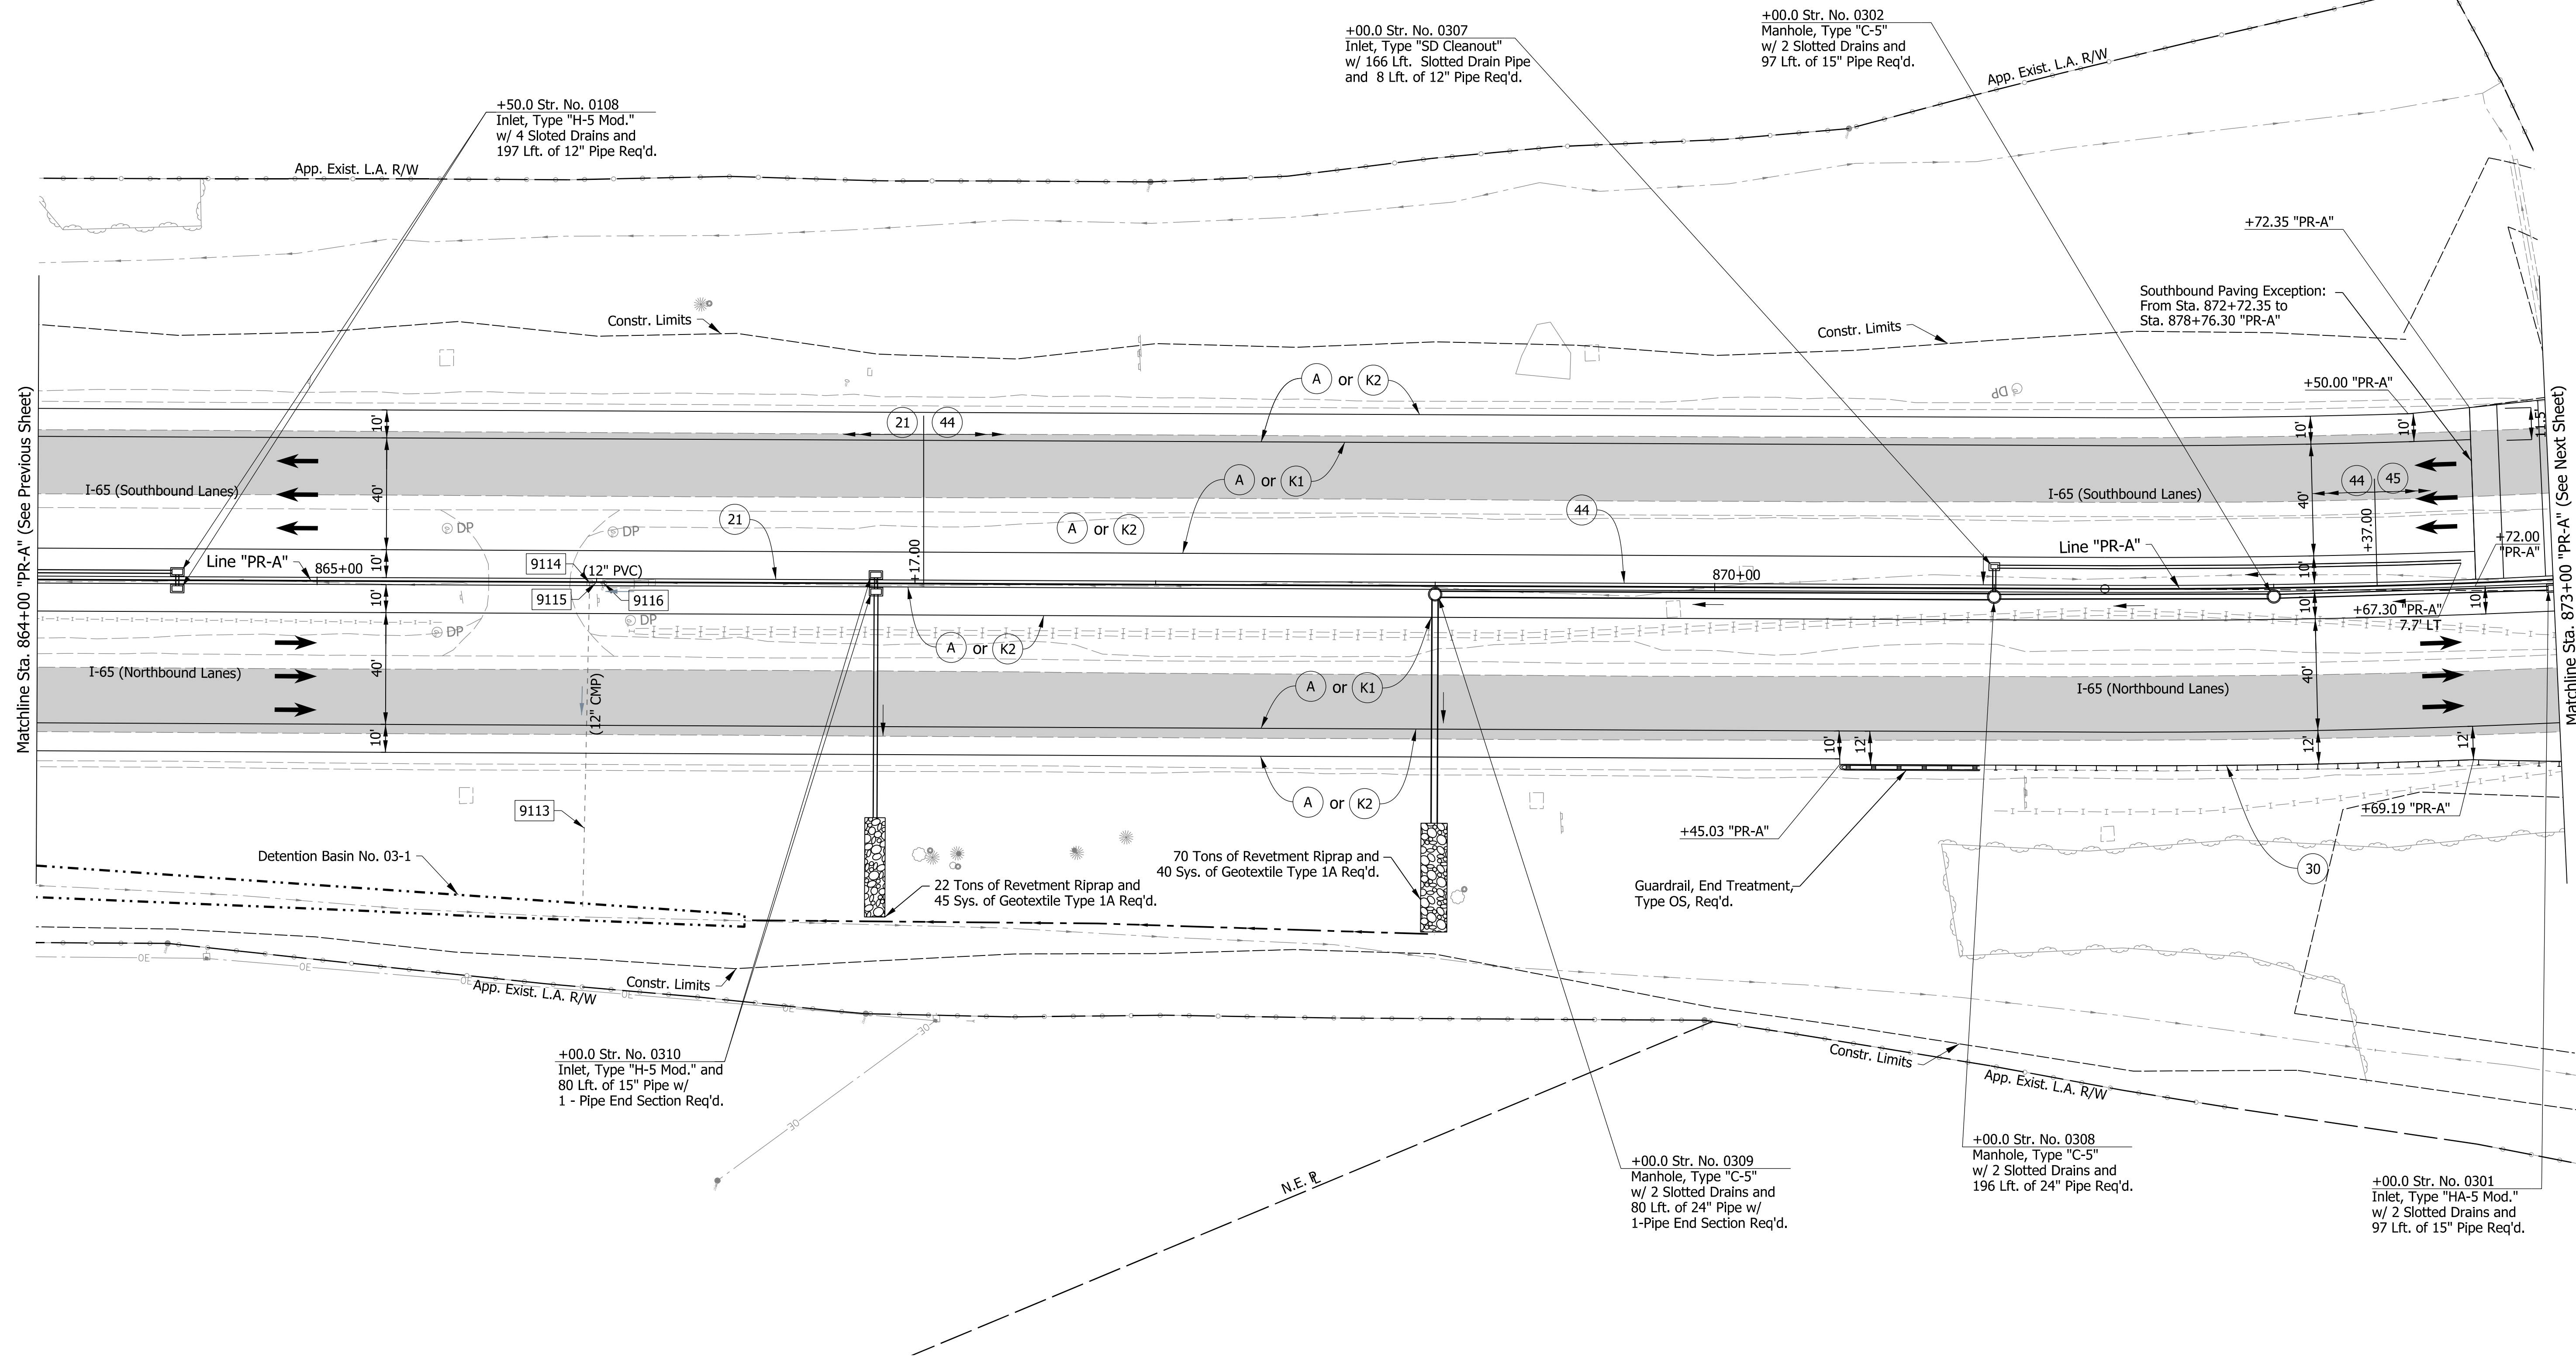 +00.0 Str. No. 0302
Manhole, Type "C-5"
w/ 2 Slotted Drains and
97 Lft. of 15" Pipe Req'd.
+00.0 Str. No. 0307
Inlet, Type "SD Cleanout"
w/ 166 Lft. Slotted Drain Pipe
and 8 Lft of 12" Pipe Req'd.
App. Exist. L.A. R/W
+50.0 Str. No. 0108
Inlet, Type "H-5 Mod."
w/ 4 Sloted Drains and
197 Lft. of 12" Pipe Req'd.
App. Exist. L.A. R/W
+72.35 "PR-A"
Southbound Paving Exception:
From Sta. 872+72.35 to
Sta. 878+76.30 "PR-A"
Constr. Limits
Constr. Limits
A or K2
+50.00 "PR-A"
DP
Matchline Sta. 864+00 "PR-A" (See Previous Sheet)
Matchline Sta. 873+00 "PR-A" (See Next Sheet)
10'
21
44
10'
10'
11.5'
I-65 (Southbound Lanes)
40'
A or K1
I-65 (Southbound Lanes)
40'
44
45
21
44
DP
DP
A or K2
+37.00
+72.00
"PR-A"
Line "PR-A"
865+00
10'
9114
(12" PVC)
+17.00
870+00
Line "PR-A"
10'
10'
9115
9116
10'
10'
+67.30 "PR-A"
7.7' LT
DP
DP
A or K2
I-65 (Northbound Lanes)
40'
(12" CMP)
A or K1
I-65 (Northbound Lanes)
40'
10'
10'
12'
12'
12'
9113
A or K2
+45.03 "PR-A"
+69.19 "PR-A"
Detention Basin No. 03-1
22 Tons of Revetment Riprap and
45 Sys. of Geotextile Type 1A Req'd.
70 Tons of Revetment Riprap and
40 Sys. of Geotextile Type 1A Req'd.
Guardrail, End Treatment,
Type OS, Req'd.
30
OE
OE
OE
OE
OE
App. Exist. L.A. R/W
Constr. Limits
OE
Constr. Limits
App. Exist. L.A. R/W
+00.0 Str. No. 0310
Inlet, Type "H-5 Mod." and
80 Lft. of 15" Pipe w/
1 - Pipe End Section Req'd.
OE
N.E. PL
+00.0 Str. No. 0309
Manhole, Type "C-5"
w/ 2 Slotted Drains and
80 Lft. of 24" Pipe w/
1-Pipe End Section Req'd.
+00.0 Str. No. 0308
Manhole, Type "C-5"
w/ 2 Slotted Drains and
196 Lft. of 24" Pipe Req'd.
+00.0 Str. No. 0301
Inlet, Type "HA-5 Mod."
w/ 2 Slotted Drains and
97 Lft. of 15" Pipe Req'd.